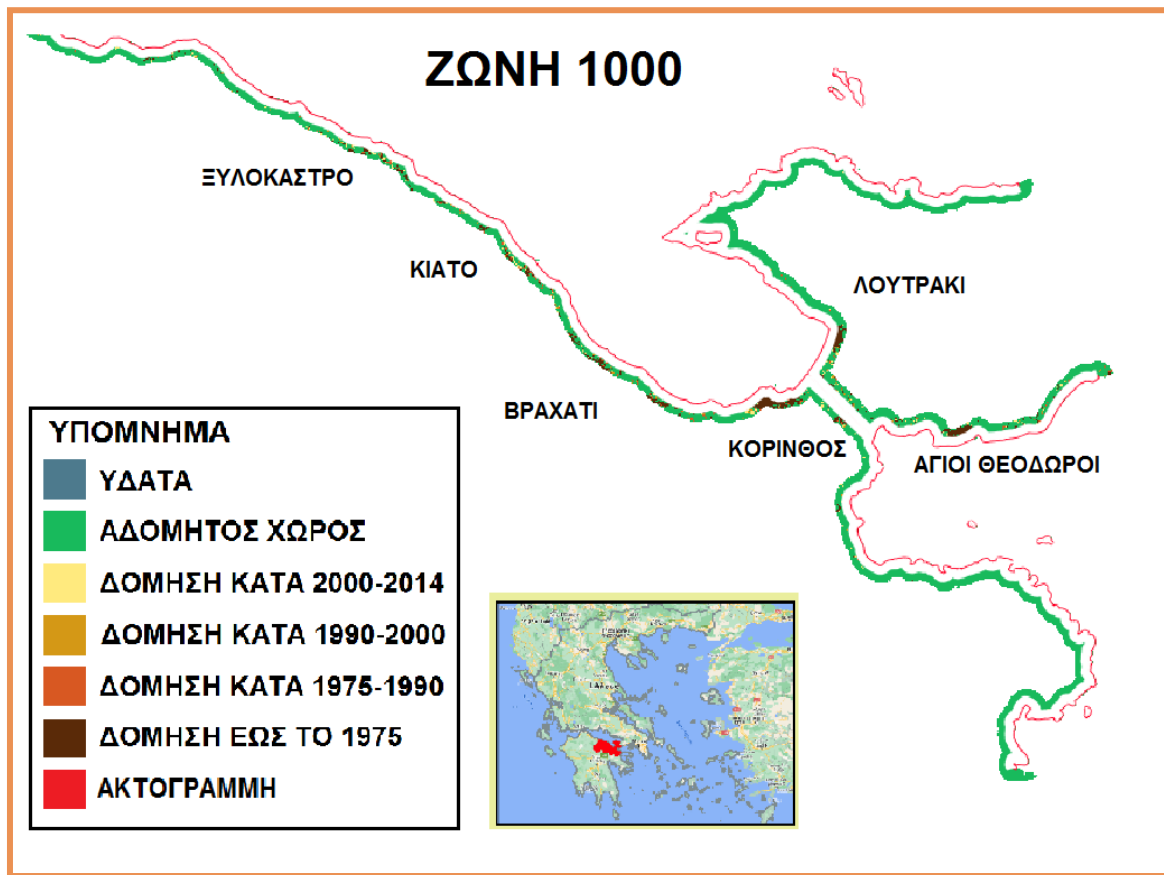 ΖΩΝΗ 1000
ΞΥΛΟΚΑΣΤΡΟ
ΚΙΑΤΟ
ΛΟΥΤΡΑΚΙ
ΒΡΑΧΑΤΙ
ΚΟΡΙΝΘΟΣ
ΑΓΙΟΙ ΘΕΟΔΩΡΟΙ
ΥΠΟΜΝΗΜΑ
ΥΔΑΤΑ
ΑΔΟΜΗΤΟΣ ΧΩΡΟΣ
ΔΟΜΗΣΗ ΚΑΤΑ 2000-2014
ΔΟΜΗΣΗ ΚΑΤΑ 1990-2000
ΔΟΜΗΣΗ ΚΑΤΑ 1975-1990
ΔΟΜΗΣΗ ΕΩΣ ΤΟ 1975
ΑΚΤΟΓΡΑΜΜΗ